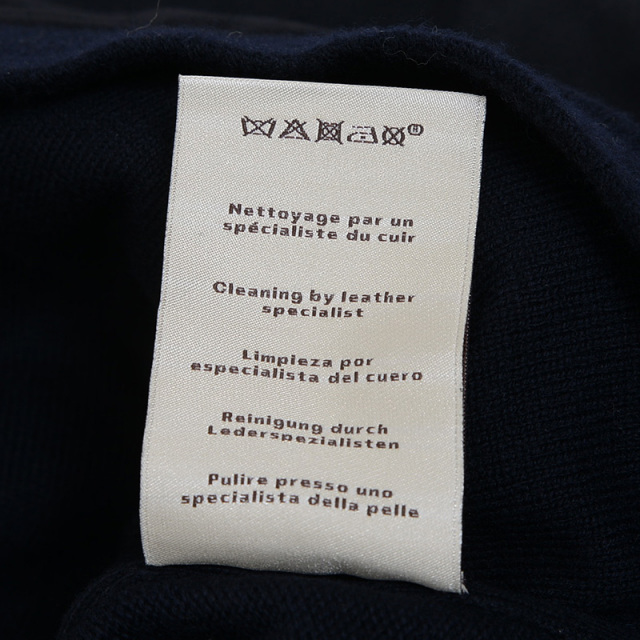 Nettoyage par un
spécialiste du cuir
Cleaning by leather
specialist
Limpieza por
especialista del cuero
Reinigung durch
Lederspezialisten
Pulire presso uno
specialista della pelle